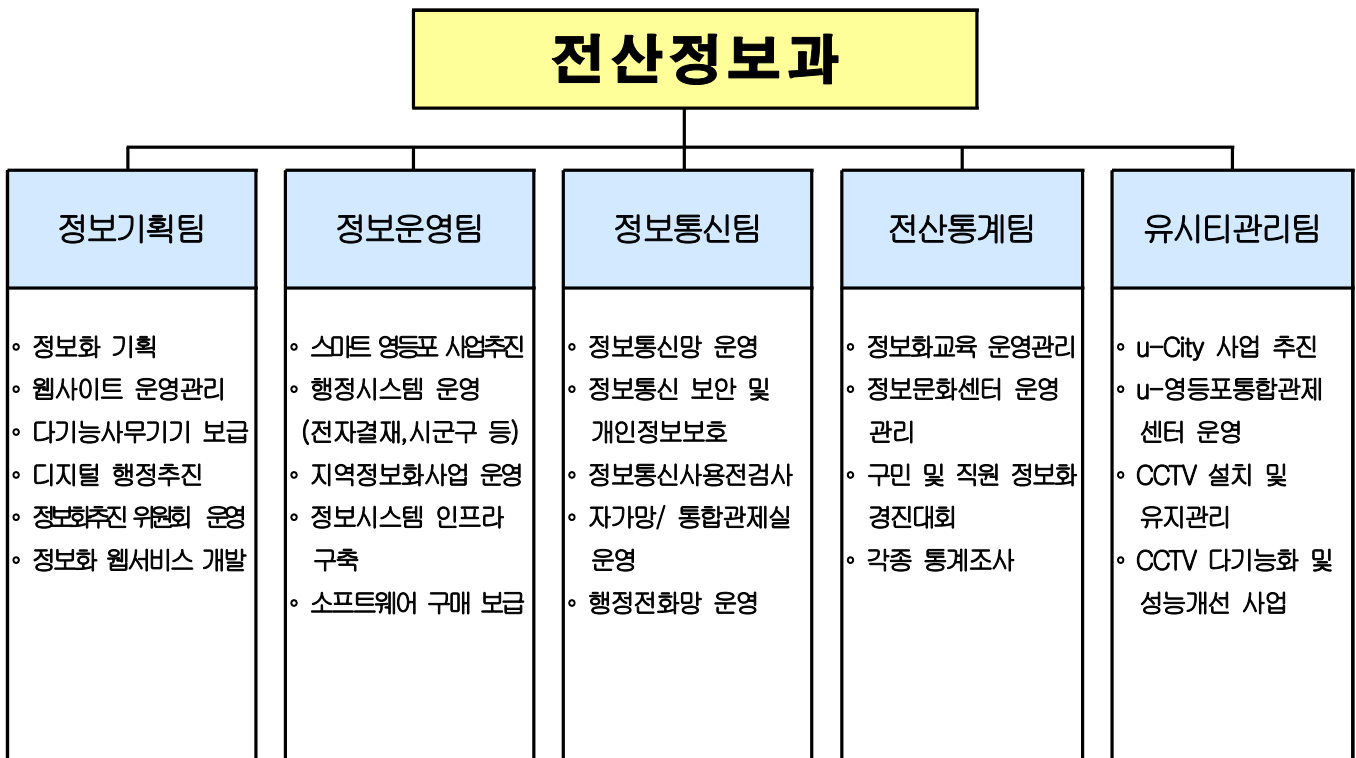 전산정보과
정보기획팀
◦ 정보화 기획
◦ 웹사이트 운영관리
◦ 다기능사무기기 보급
◦ 디지털 행정추진
◦ 정보화추진 위원회 운영
◦ 정보화 웹서비스 개발
정보운영팀
◦ 스마트 영등포 사업추진
◦ 행정시스템 운영
(전자결재,시군구 등)
◦ 지역정보화사업 운영
◦ 정보시스템 인프라
구축
◦ 소프트웨어 구매 보급
정보통신팀
◦ 정보통신망 운영
◦ 정보통신 보안 및
개인정보보호
◦ 정보통신사용전검사
◦ 자가망/ 통합관제실
운영
◦ 행정전화망 운영
전산통계팀
◦ 정보화교육 운영관리
◦ 정보문화센터 운영
관리
◦ 구민 및 직원 정보화
경진대회
◦ 각종 통계조사
유시티관리팀
◦ u-City 사업 추진
◦ u-영등포통합관제
센터 운영
◦ CCTV 설치 및
유지관리
◦ CCTV 다기능화 및
성능개선 사업